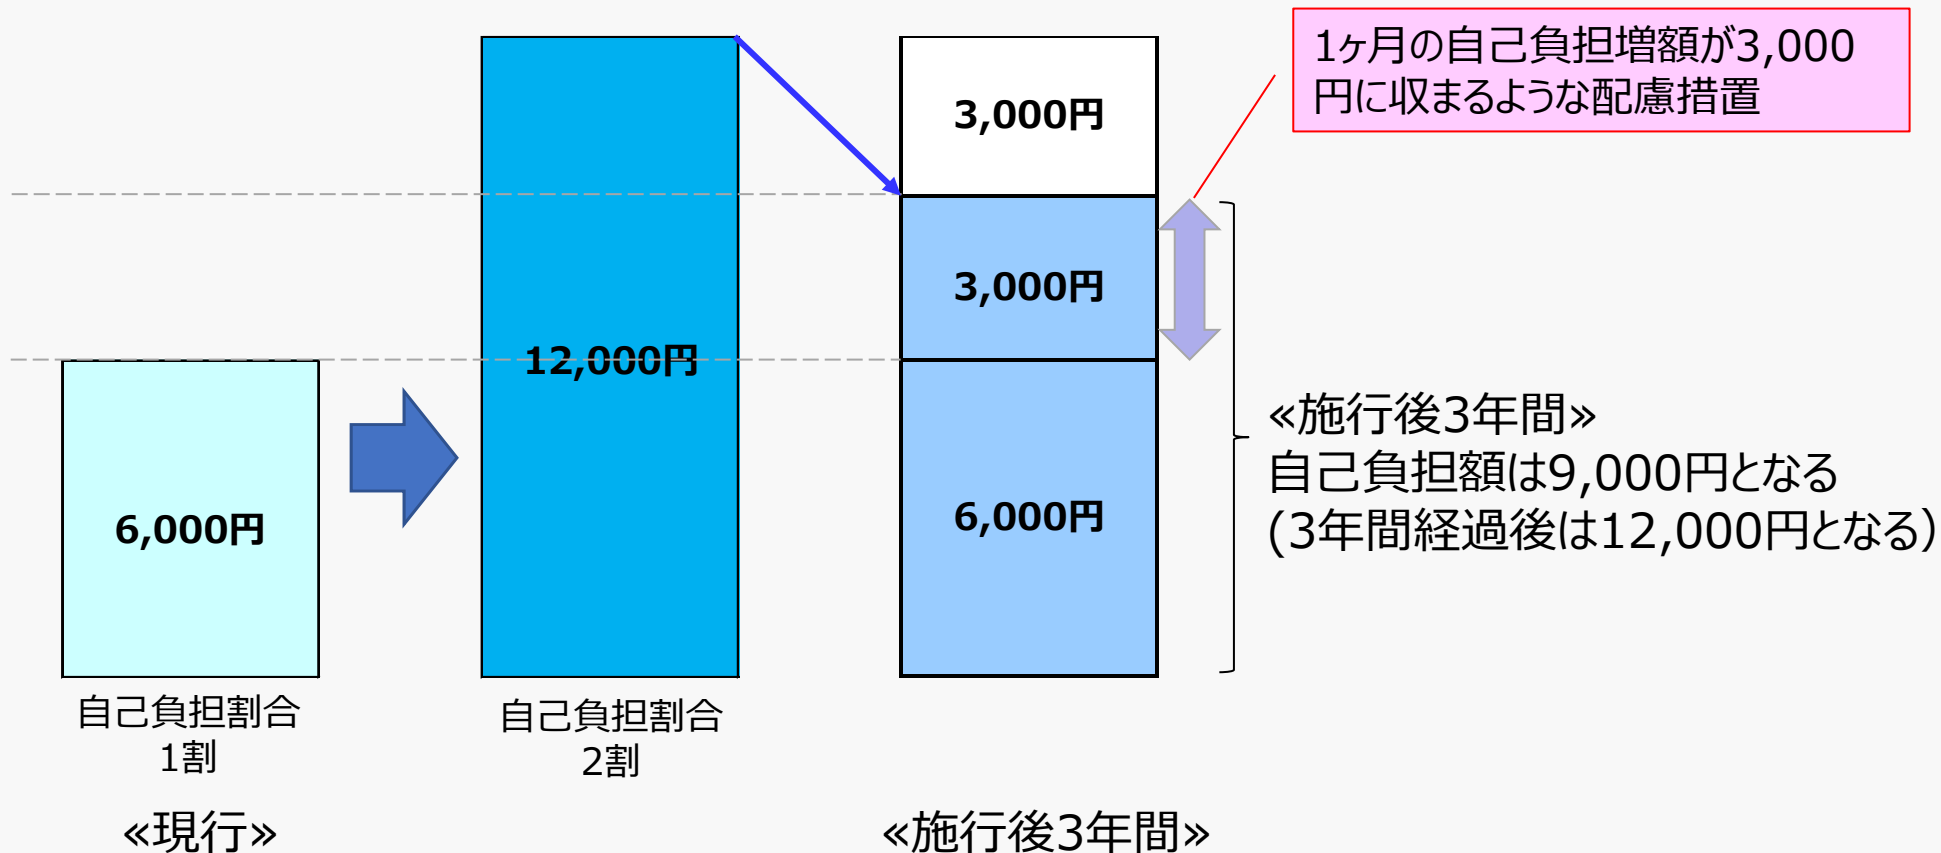 1ヶ月の自己負担増額が3,000
円に収まるような配慮措置
3,000円
3,000円
12,000円
6,000円
6,000円
«施行後3年間»
自己負担額は9,000円となる
(3年間経過後は12,000円となる）
自己負担割合
1割
自己負担割合
2割
«現行»
«施行後3年間»